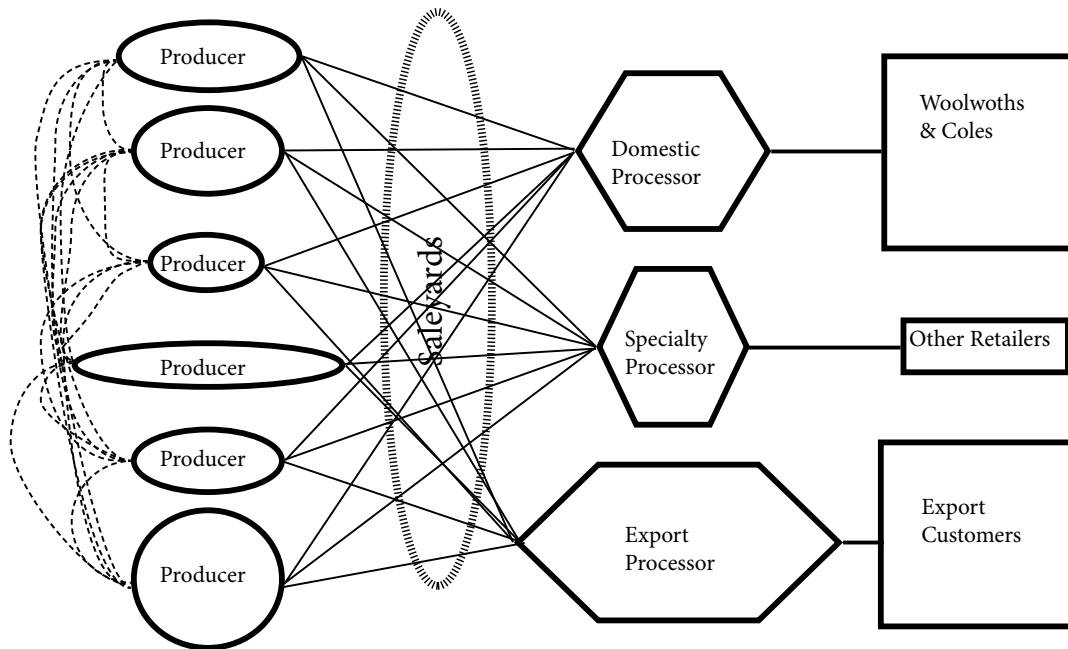 Producer
Producer
Producer
Producer
Producer
Producer
Saleyards
Domestic
Processor
Specialty
Processor
Export
Processor
Woolwoths
& Coles
Other Retailers
Export
Customers